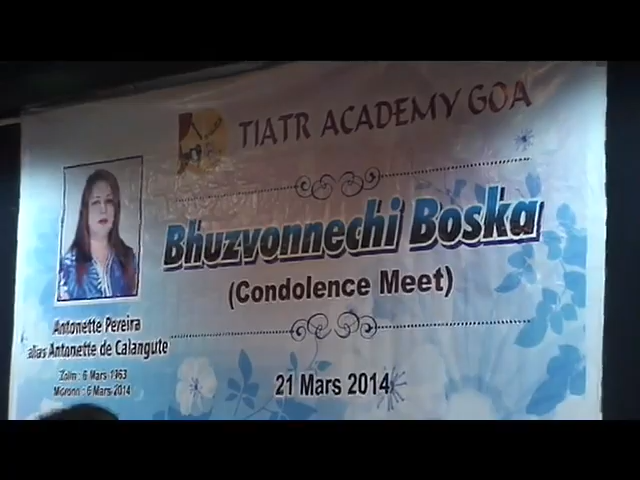 TIATR ACADEMY GOA
Bhuzvonnechi Boska
(Condolence Meet)
Antonette Pereira
alias Antonette de Calangute
Zolm : 6 Mars 1963
Moronn : 6 Mars 2014
21 Mars 2014